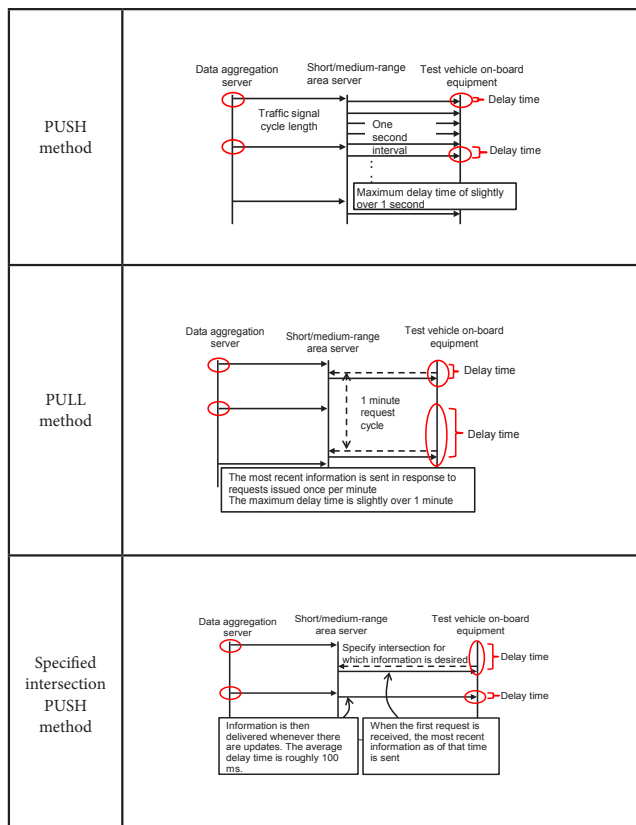 PUSH
method
Data aggregation
server
Short/medium-range
area server
Test vehicle on-board
equipment
Traffic signal
cycle length
One
second
interval
Delay time
Delay time
Maximum delay time of slightly
over 1 second
PULL
method
Data aggregation
server
Short/medium-range
area server
Test vehicle on-board
equipment
1 minute
request
cycle
Delay time
Delay time
The most recent information is sent in response to
requests issued once per minute
The maximum delay time is slightly over 1 minute
Specified
intersection
PUSH
method
Data aggregation
server
Short/medium-range
area server
Test vehicle on-board
equipment
Specify intersection for
which information is desired
Delay time
Delay time
Information is then
delivered whenever there
are updates. The average
delay time is roughly 100
ms.
When the first request is
received, the most recent
information as of that time
is sent